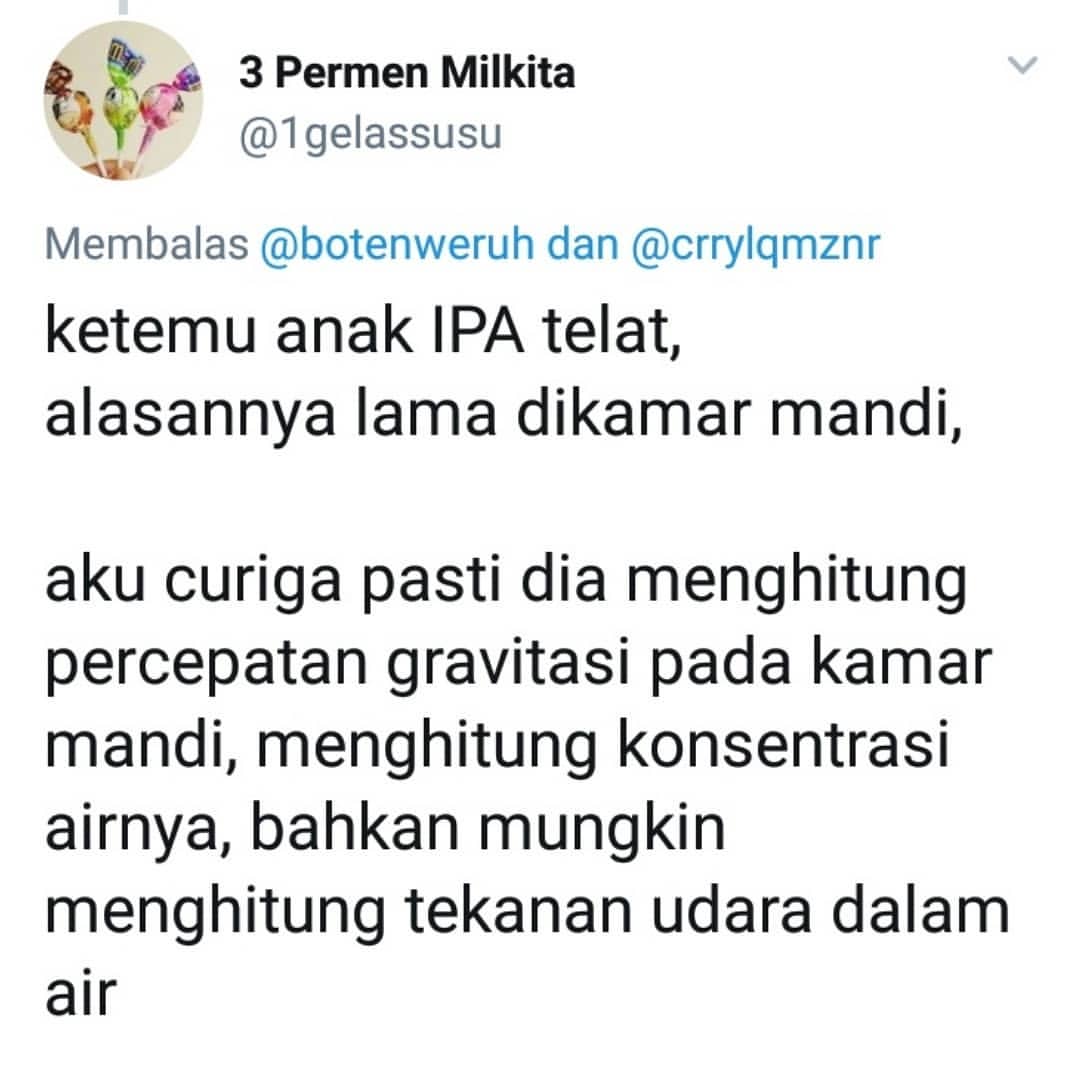 3 Permen Milkita
@1gelassusu
Membalas @botenweruh dan @crrylqmznr
ketemu anak IPA telat,
alasannya lama dikamar mandi,
aku curiga pasti dia menghitung
percepatan gravitasi pada kamar
mandi, menghitung konsentrasi
airnya, bahkan mungkin
menghitung tekanan udara dalam
air